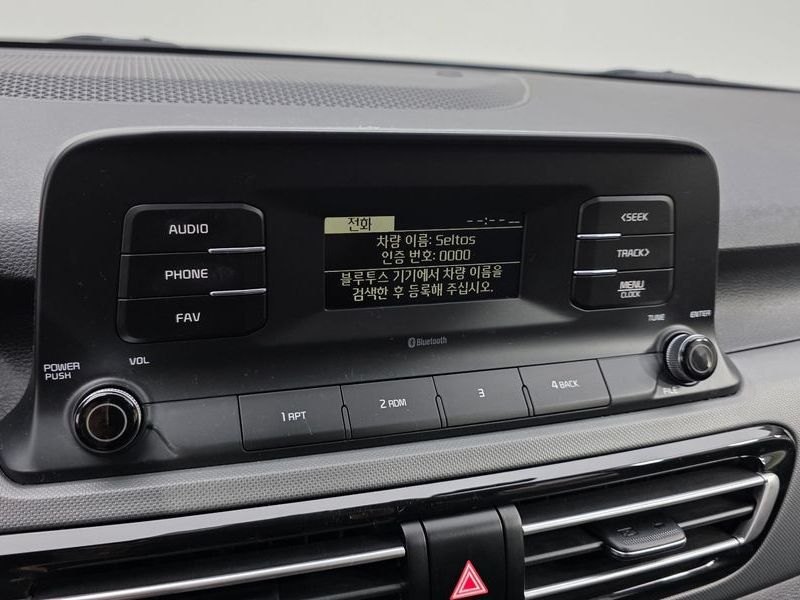 전화 --:-- --
차량 이름: Seltos
인증 번호: 0000
블루투스 기기에서 차량 이름을
검색한 후 등록해 주십시오.
AUDIO
PHONE
FAV
<SEEK
TRACK>
MENU
CLOCK
Bluetooth
POWER
PUSH
VOL
TUNE
ENTER
FILE
1 RPT
2 RDM
3
4 BACK